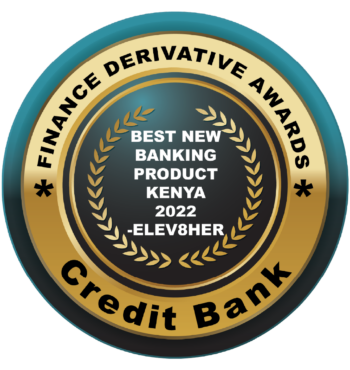 * FINANCE DERIVATIVE AWARDS *
BEST NEW
BANKING
PRODUCT
KENYA
2022
-ELEV8HER
Credit Bank